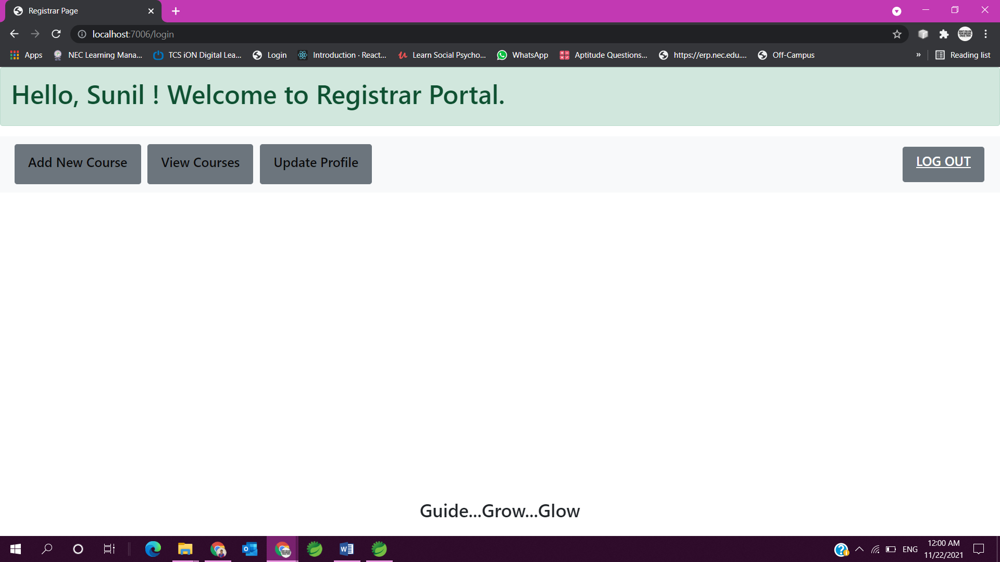 Registrar Page
localhost:7006/login
Apps NEC Learning Mana... TCS iON Digital Lea... Login Introduction · React... Learn Social Psycho... WhatsApp Aptitude Questions... https://erp.nec.edu.... Off-Campus » Reading list
Hello, Sunil ! Welcome to Registrar Portal.
Add New Course View Courses Update Profile LOG OUT
Guide...Grow...Glow
ENG 12:00 AM
11/22/2021